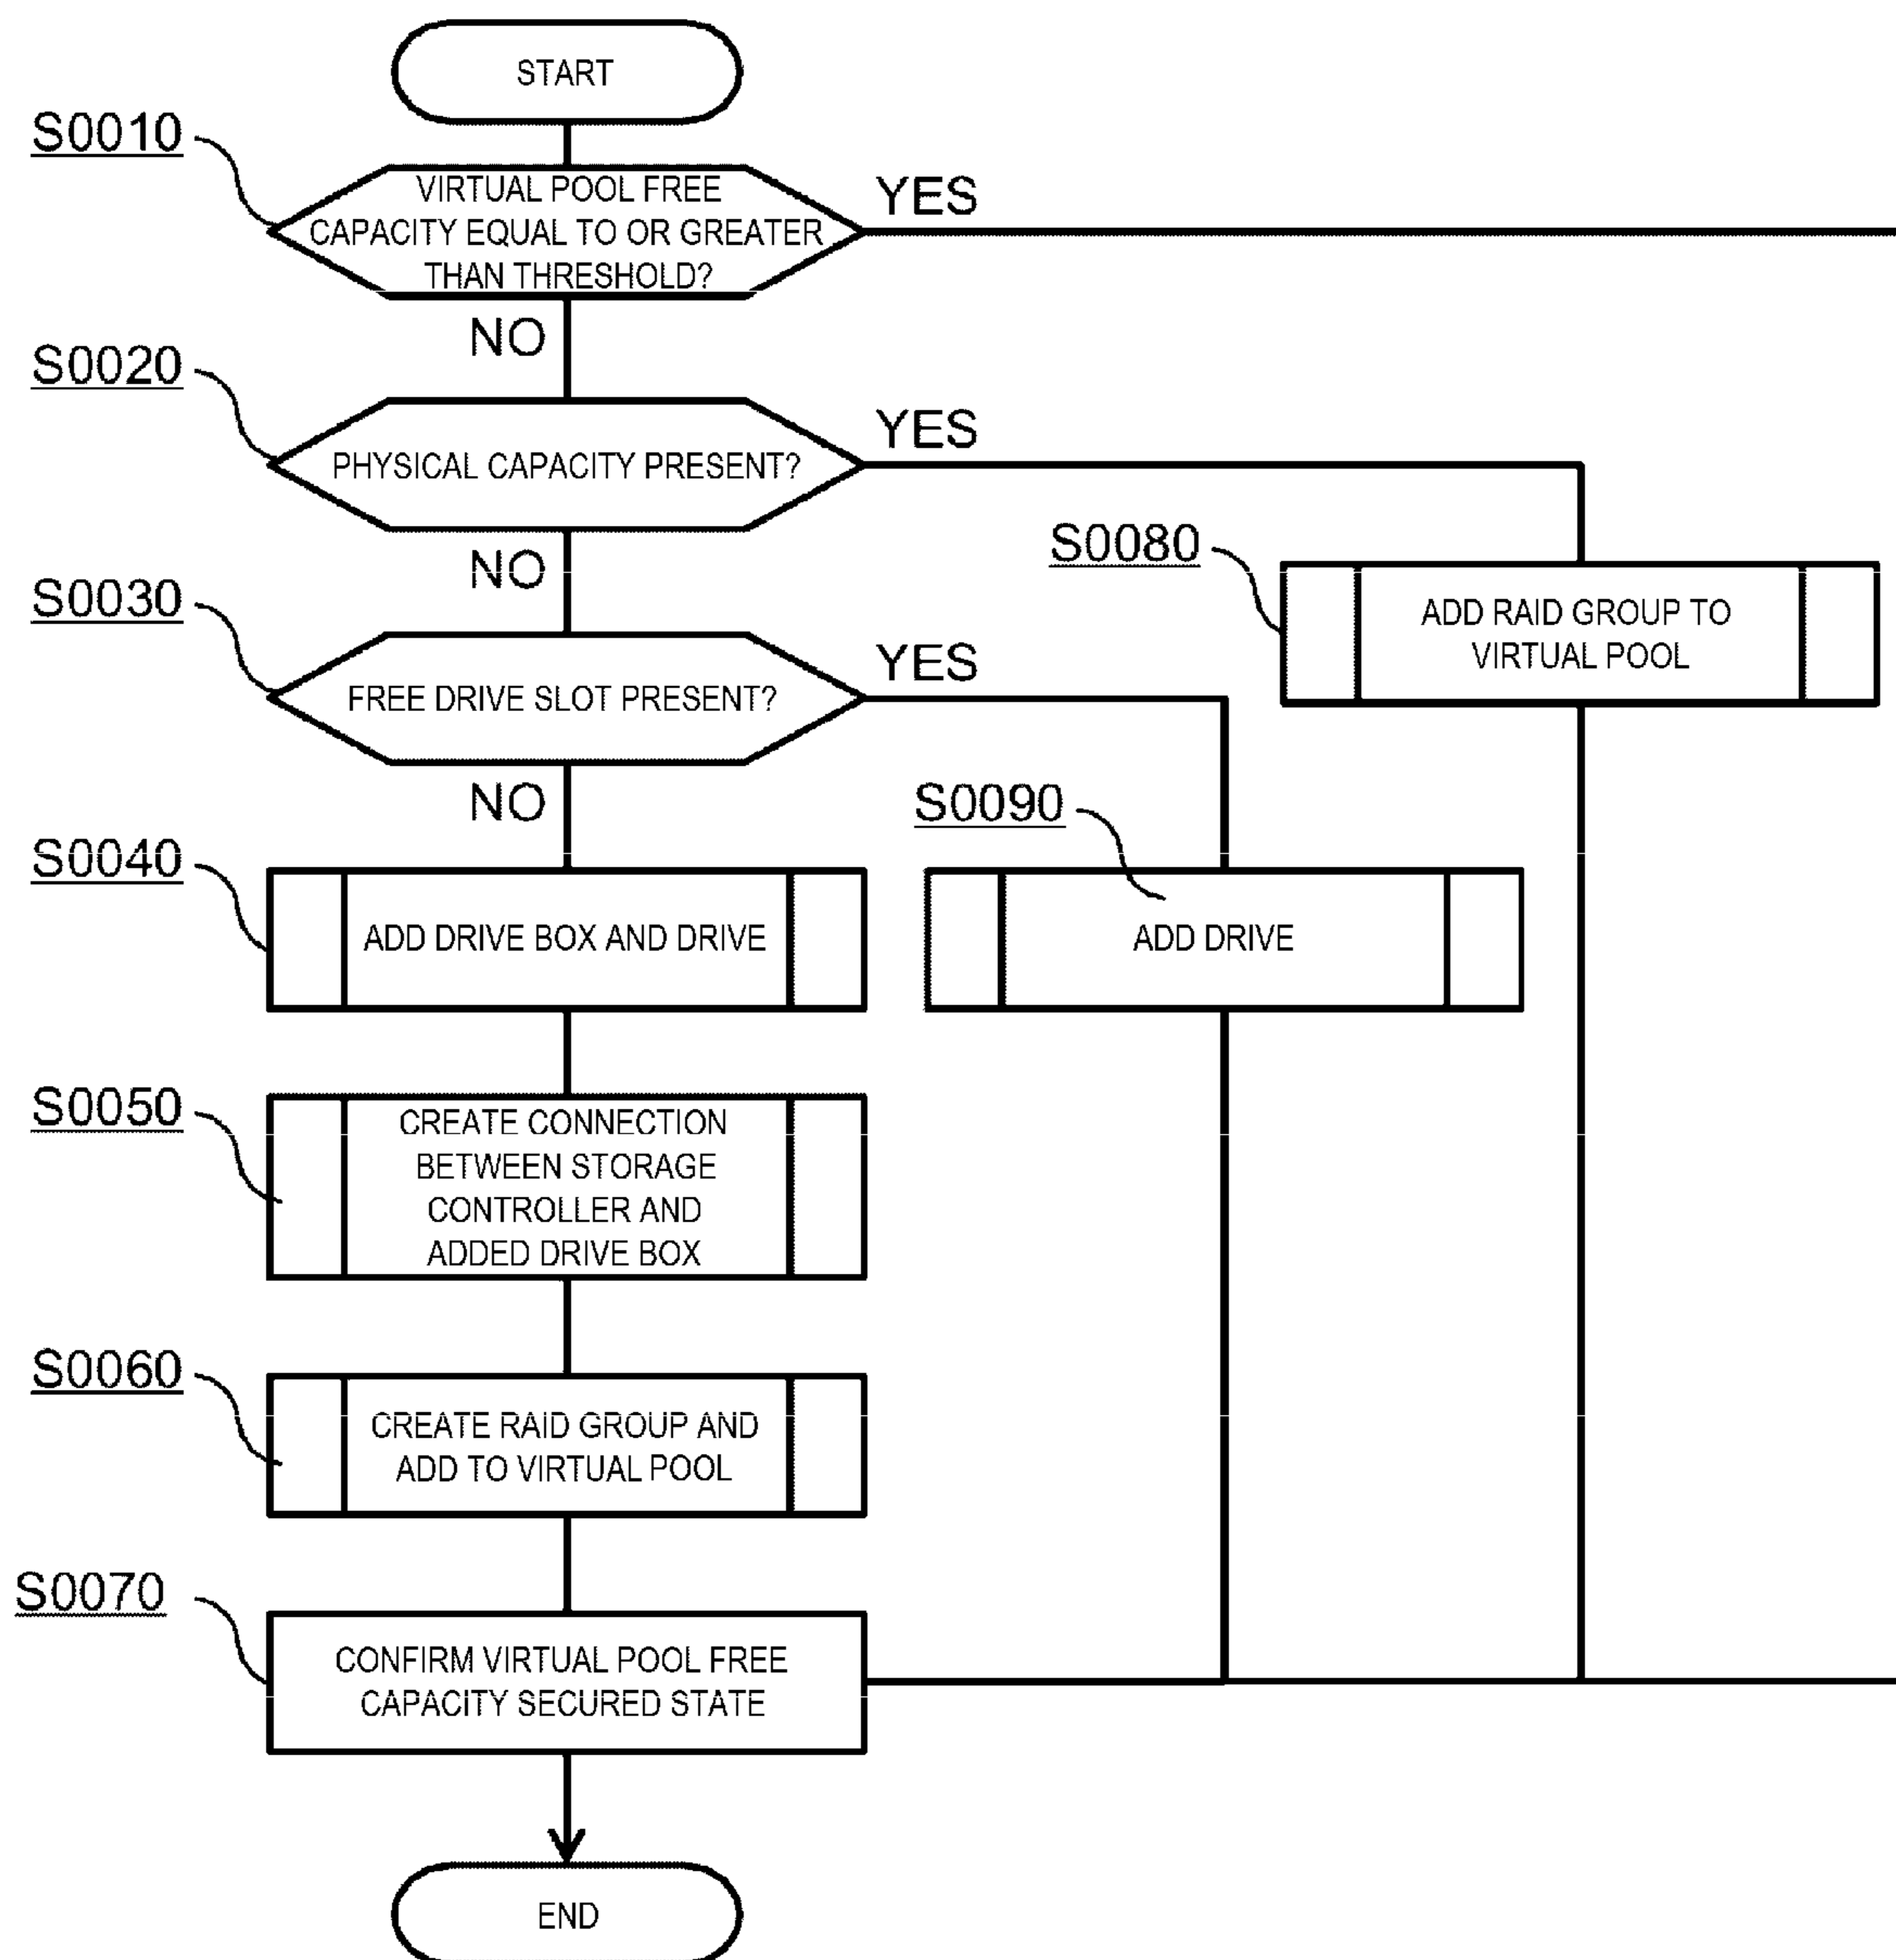 START
S0010
VIRTUAL POOL FREE
CAPACITY EQUAL TO OR GREATER
THAN THRESHOLD?
YES
NO
S0020
PHYSICAL CAPACITY PRESENT?
YES
NO
S0080
ADD RAID GROUP TO
VIRTUAL POOL
S0030
FREE DRIVE SLOT PRESENT?
YES
NO
S0090
ADD DRIVE
S0040
ADD DRIVE BOX AND DRIVE
S0050
CREATE CONNECTION
BETWEEN STORAGE
CONTROLLER AND
ADDED DRIVE BOX
S0060
CREATE RAID GROUP AND
ADD TO VIRTUAL POOL
S0070
CONFIRM VIRTUAL POOL FREE
CAPACITY SECURED STATE
END